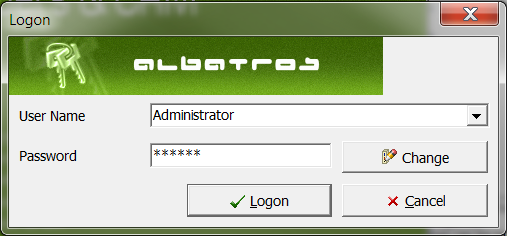 Logon
albatros
User Name
Administrator
Password
******
Change
Logon
Cancel